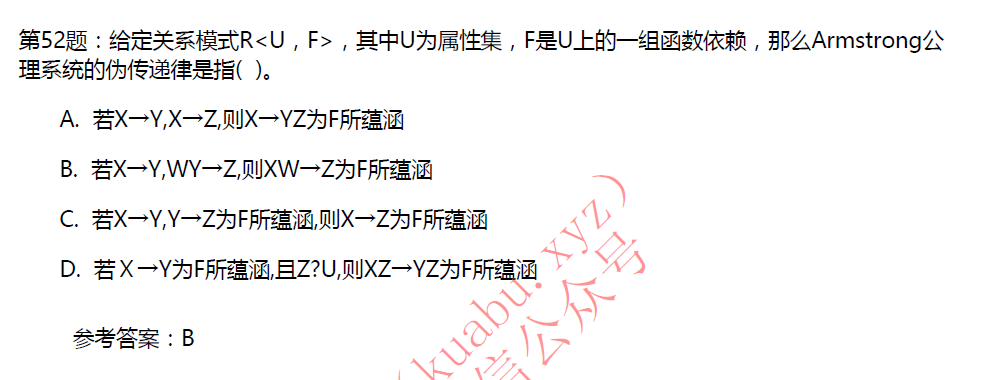 第52题：给定关系模式R<U，F>，其中U为属性集，F是U上的一组函数依赖，那么Armstrong公
理系统的伪传递律是指(  )。
A. 若X→Y,X→Z,则X→YZ为F所蕴涵
B. 若X→Y,WY→Z,则XW→Z为F所蕴涵
C. 若X→Y,Y→Z为F所蕴涵,则X→Z为F所蕴涵
D. 若Ｘ→Y为F所蕴涵,且Z?U,则XZ→YZ为F所蕴涵
参考答案：B
(kuabu.xyz)
信公众号